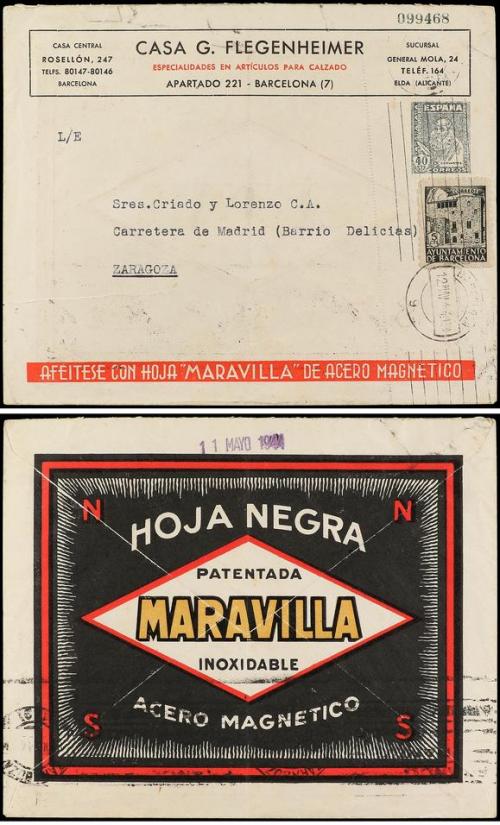 099468
CASA CENTRAL
ROSELLÓN, 247
TELFS. 80147-80146
BARCELONA
CASA G. FLEGENHEIMER
ESPECIALIDADES EN ARTÍCULOS PARA CALZADO
APARTADO 221 - BARCELONA (7)
SUCURSAL
GENERAL MOLA, 24
TELÉF. 164
ELDA (ALICANTE)
L/E
ESPAÑA
40
CORREOS
Sres.Criado y Lorenzo C.A.
Carretera de Madrid (Barrio Delicias)
ZARAGOZA
CORREOS
5
AYUNTAMIENTO
DE BARCELONA
AFEITESE CON HOJA "MARAVILLA" DE ACERO MAGNETICO
11 MAYO 1944
N N
HOJA NEGRA
PATENTADA
MARAVILLA
INOXIDABLE
ACERO MAGNETICO
S S